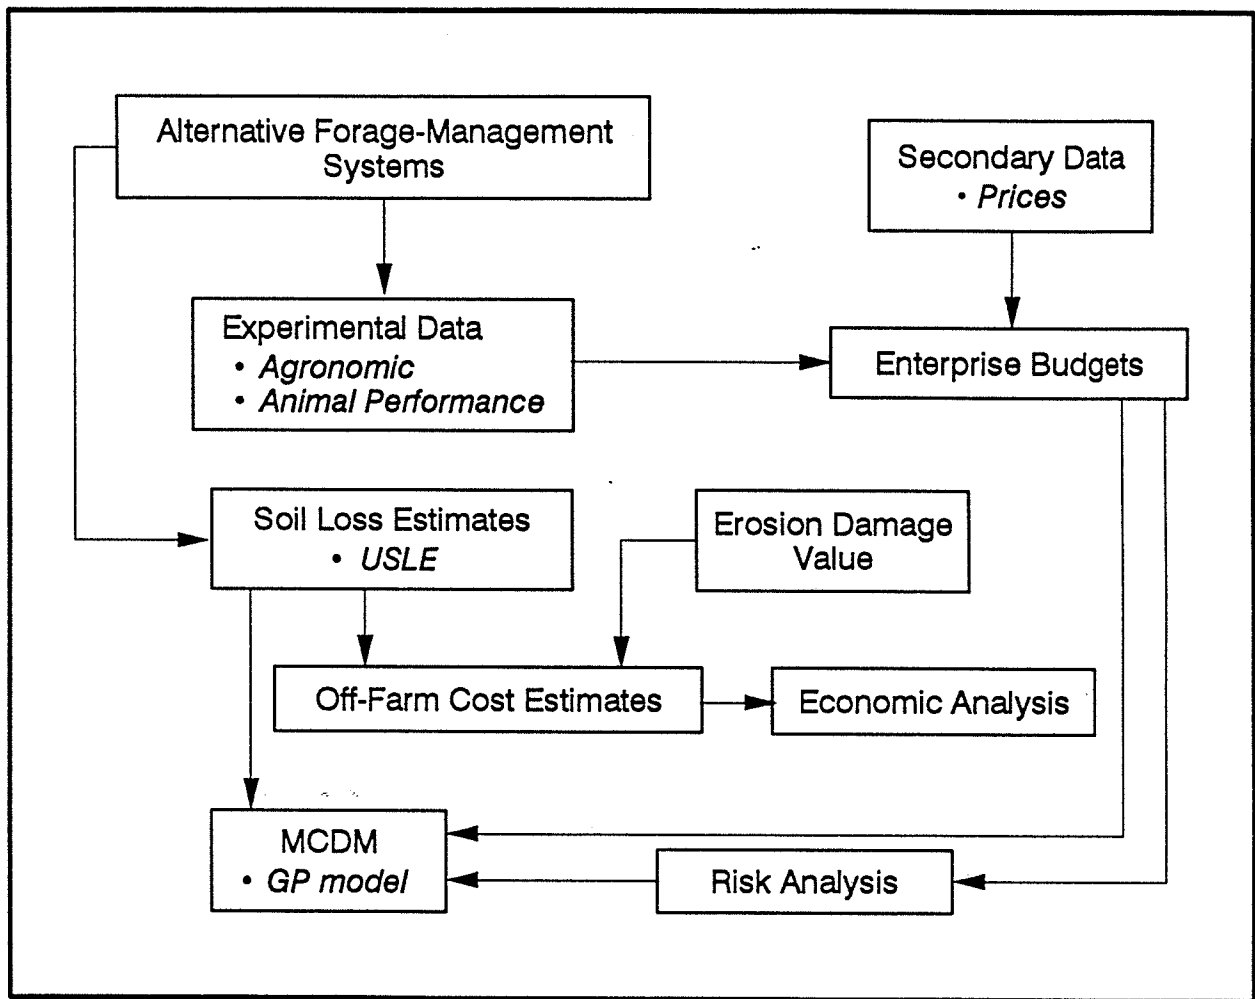 Alternative Forage-Management
Systems
Secondary Data
• Prices
Experimental Data
• Agronomic
• Animal Performance
Enterprise Budgets
Soil Loss Estimates
• USLE
Erosion Damage
Value
Off-Farm Cost Estimates
Economic Analysis
MCDM
• GP model
Risk Analysis